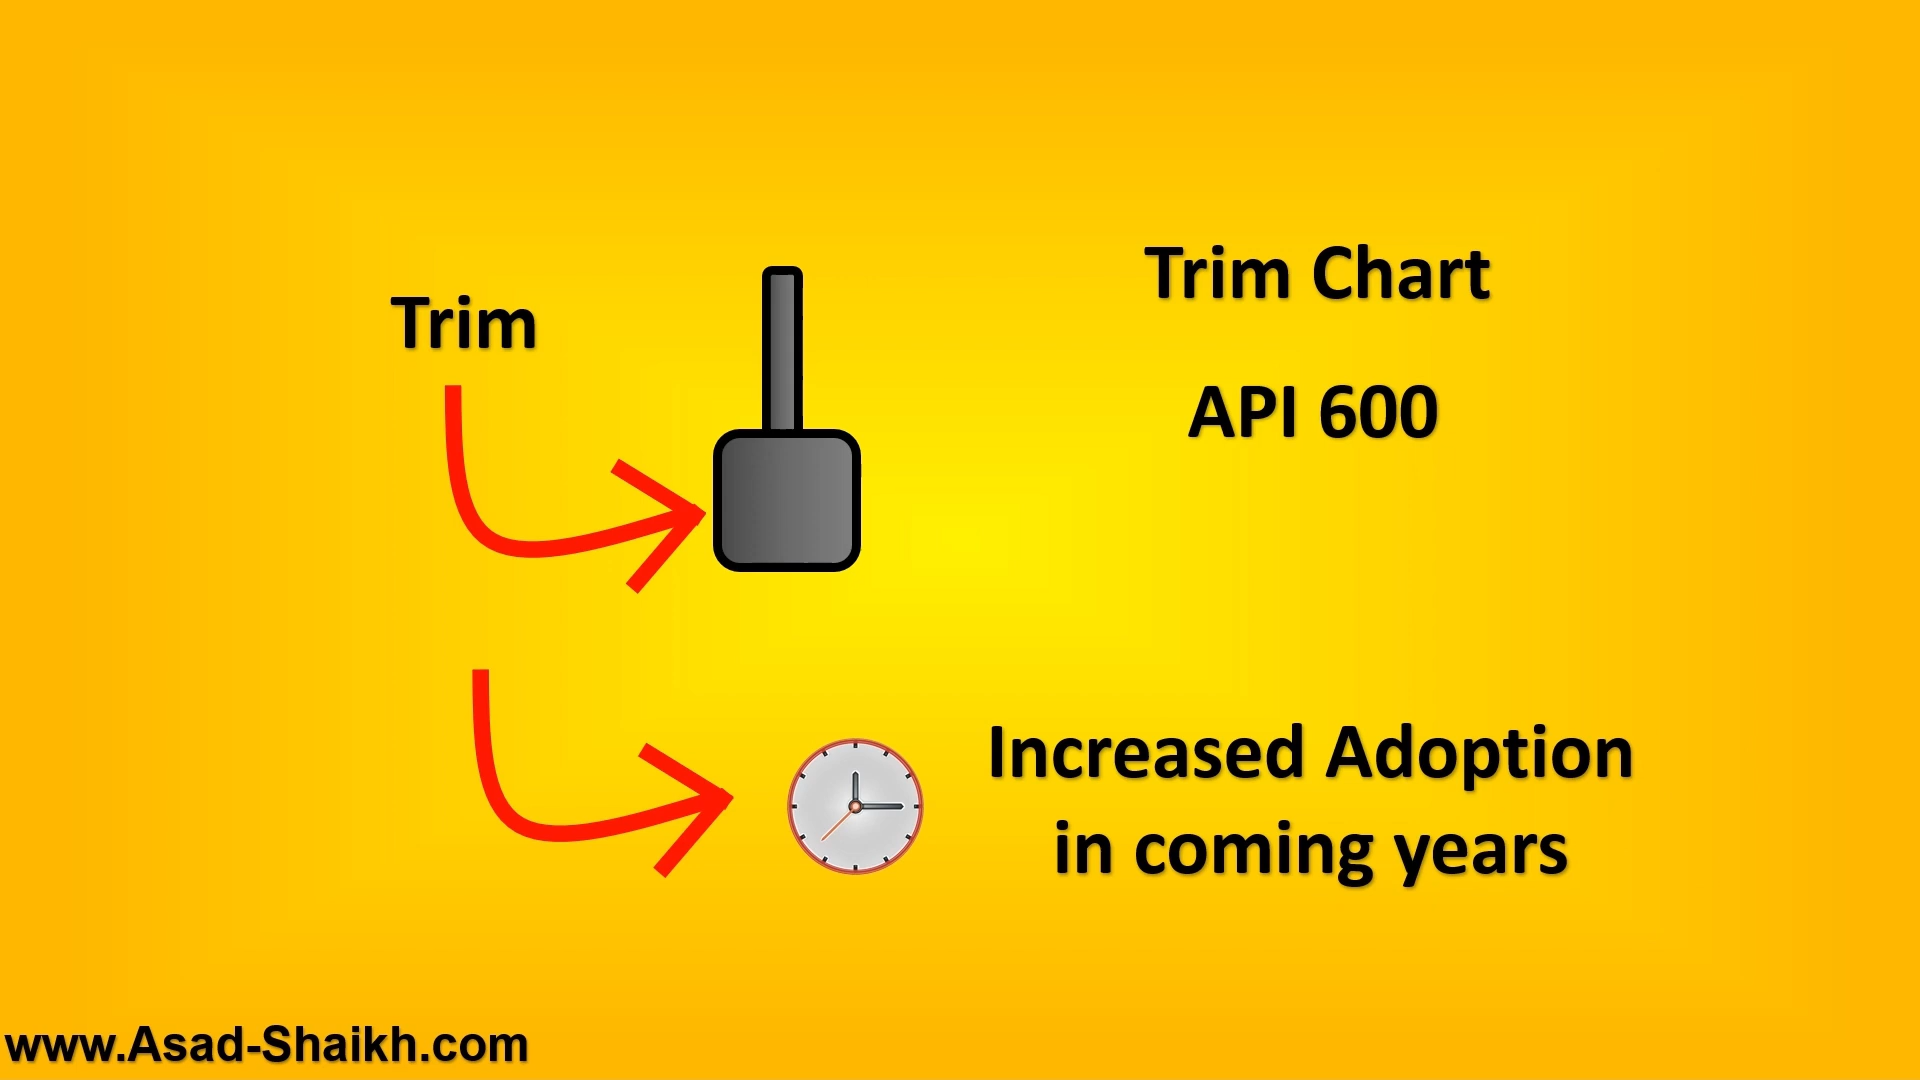 Trim Chart
Trim
API 600
Increased Adoption
in coming years
www.Asad-Shaikh.com